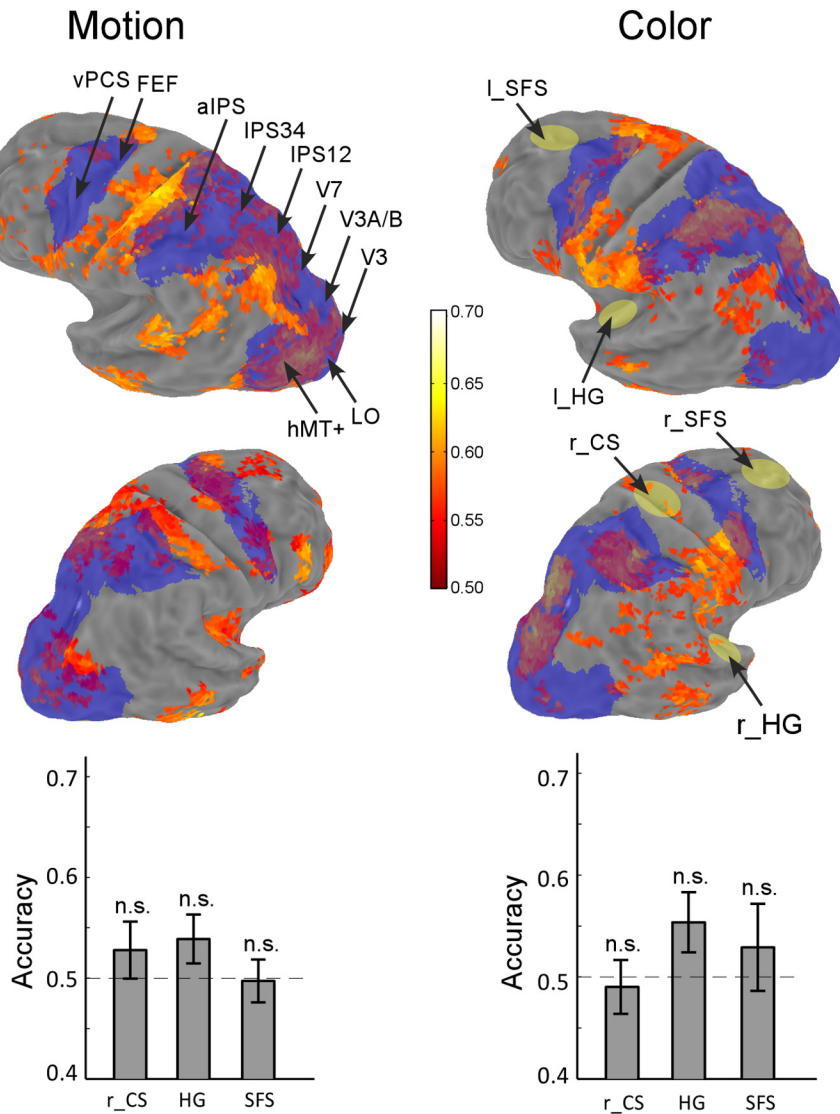 Motion
Color
vPCS
FEF
aIPS
IPS34
IPS12
V7
V3A/B
V3
LO
hMT+
l_SFS
l_HG
0.70
0.65
0.60
0.55
0.50
r_CS
r_SFS
r_HG
0.7
0.6
0.5
0.4
Accuracy
n.s.
n.s.
n.s.
r_CS
HG
SFS
0.7
0.6
0.5
0.4
Accuracy
n.s.
n.s.
n.s.
r_CS
HG
SFS